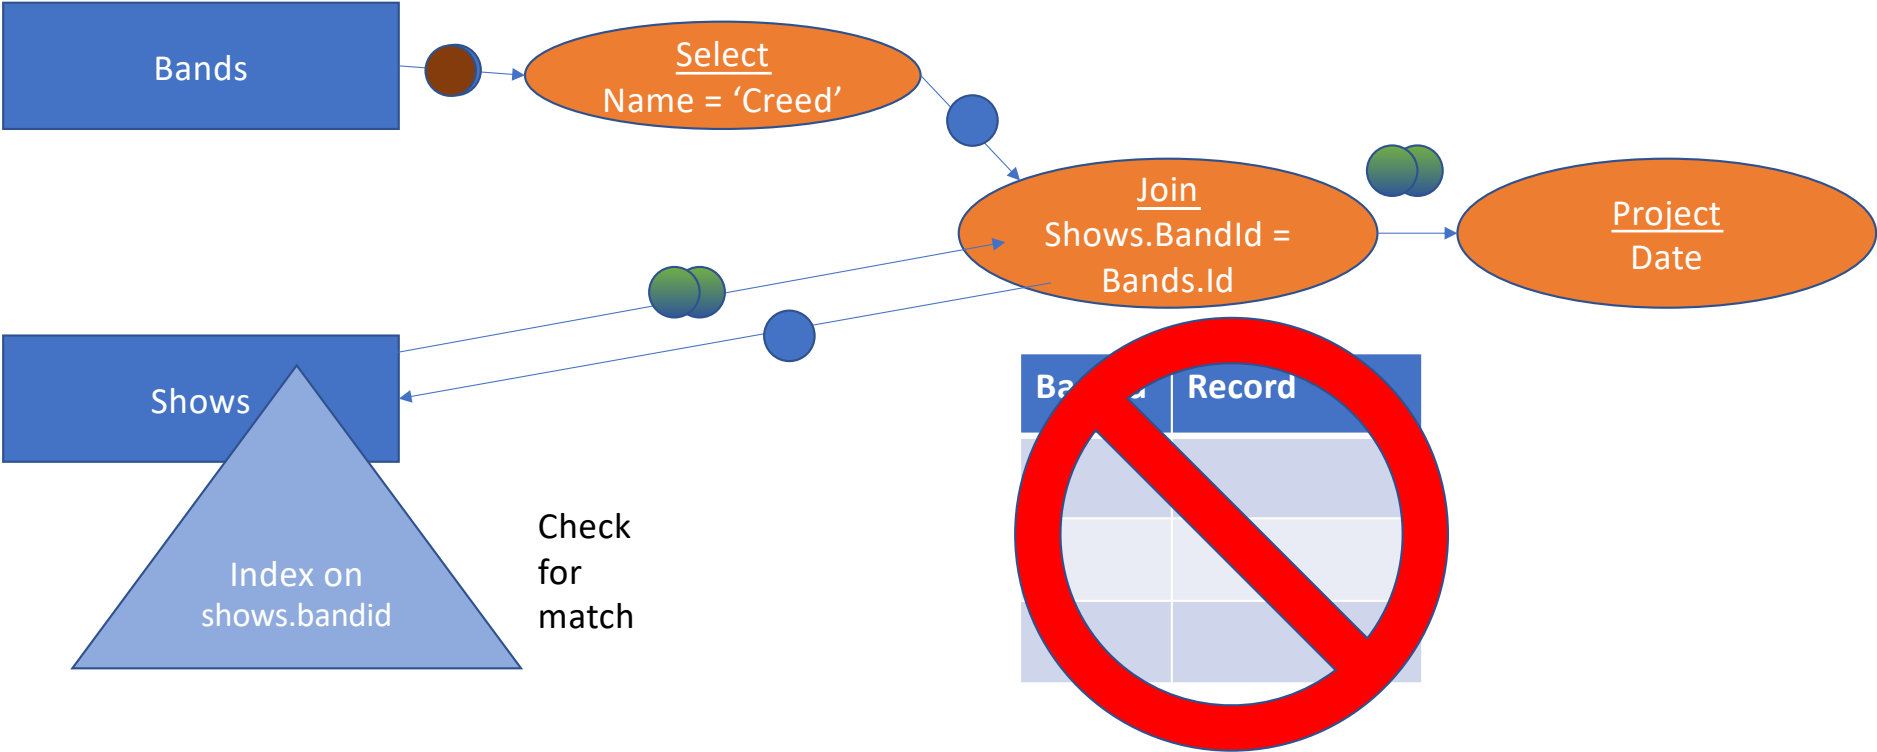 Bands
Select
Name = ‘Creed’
Join
Shows.BandId =
Bands.Id
Project
Date
Shows
Record
Index on
shows.bandid
Check
for
match